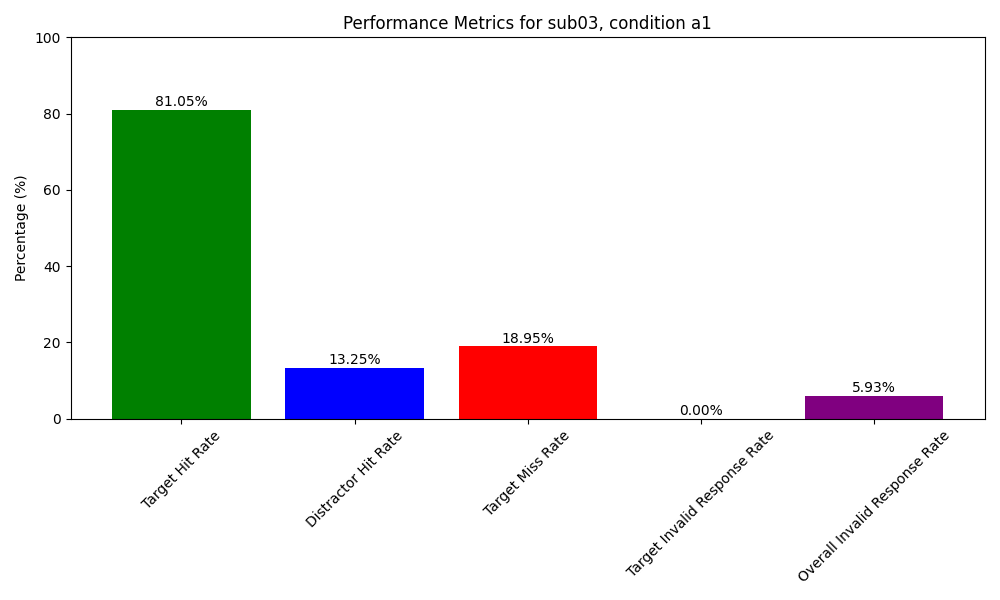 Performance Metrics for sub03, condition a1
Percentage (%)
100
80
60
40
20
0
81.05%
13.25%
18.95%
0.00%
5.93%
Target Hit Rate
Distractor Hit Rate
Target Miss Rate
Target Invalid Response Rate
Overall Invalid Response Rate